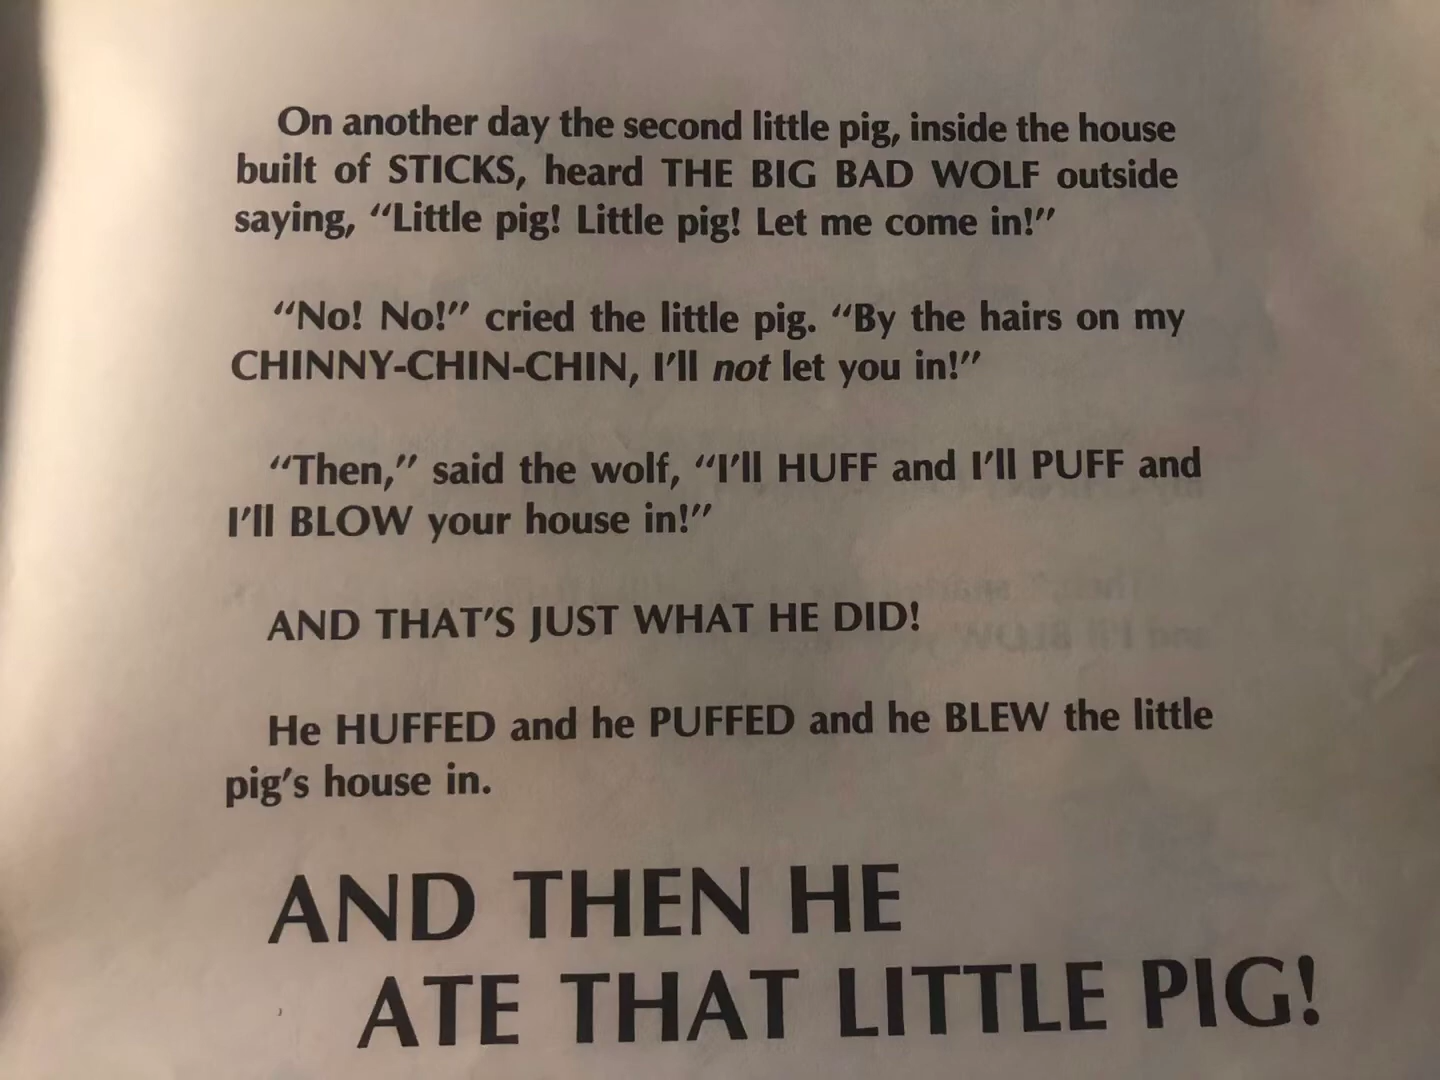 On another day the second little pig, inside the house
built of STICKS, heard THE BIG BAD WOLF outside
saying, “Little pig! Little pig! Let me come in!”
“No! No!” cried the little pig. “By the hairs on my
CHINNY-CHIN-CHIN, I’ll not let you in!”
“Then,” said the wolf, “I’ll HUFF and I’ll PUFF and
I’ll BLOW your house in!”
AND THAT’S JUST WHAT HE DID!
He HUFFED and he PUFFED and he BLEW the little
pig’s house in.
AND THEN HE
ATE THAT LITTLE PIG!